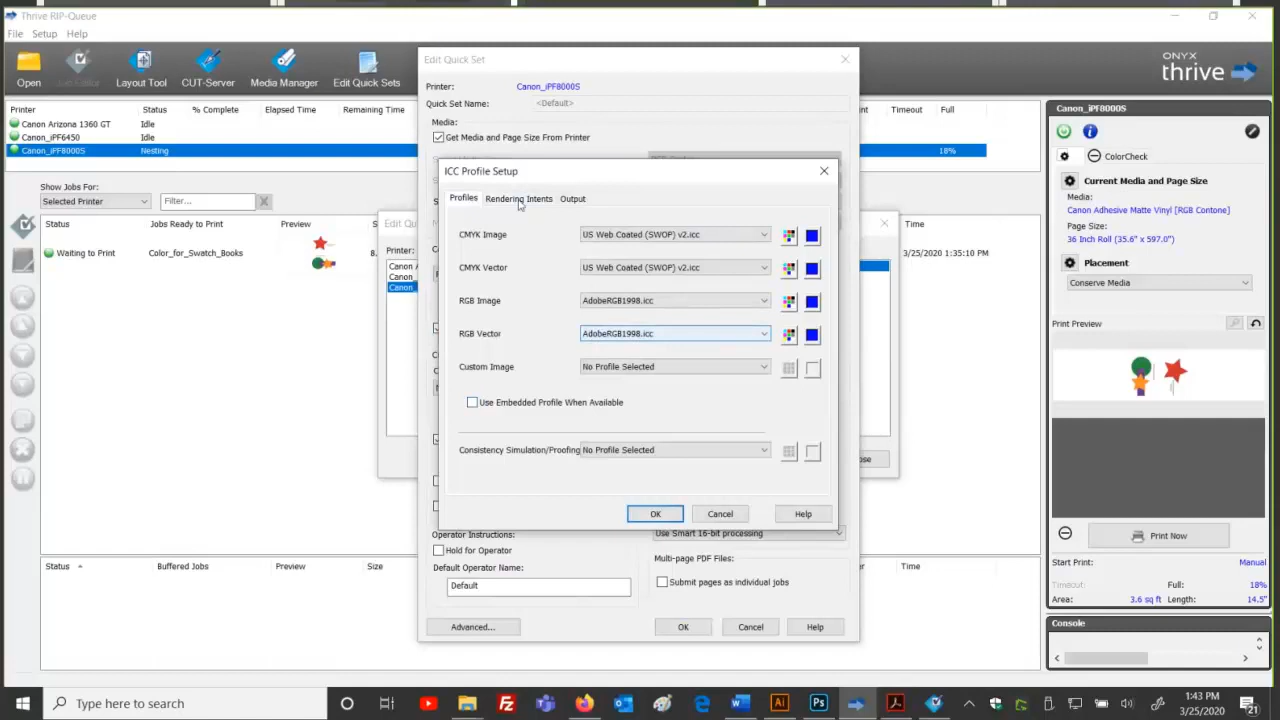 Thrive RIP-Queue
File Setup Help
Open
Layout Tool
CUT-Server
Media Manager
Edit Quick Sets
ONYX
thrive
Printer Status % Complete Elapsed Time Remaining Time
Timeout Full
Canon Arizona 1360 GT Idle
Canon_iPF6450 Idle
Canon_iPF8000S Nesting 18%
Show Jobs For:
Selected Printer Filter...
Status Jobs Ready to Print Preview
Waiting to Print Color_for_Swatch_Books 8. 3/25/2020 1:35:10 PM
Edit Qu
Printer:
Canon
Canon_
Canon_
ose
Edit Quick Set
Printer: Canon_iPF8000S
Quick Set Name: <Default>
Media:
Get Media and Page Size From Printer
ICC Profile Setup
Profiles Rendering Intents Output
CMYK Image US Web Coated (SWOP) v2.icc
CMYK Vector US Web Coated (SWOP) v2.icc
RGB Image AdobeRGB1998.icc
RGB Vector AdobeRGB1998.icc
Custom Image No Profile Selected
Use Embedded Profile When Available
Consistency Simulation/Proofing No Profile Selected
OK Cancel Help
Operator Instructions:
Use Smart 16-bit processing
Hold for Operator
Multi-page PDF Files:
Default Operator Name:
Submit pages as individual jobs
Default
Advanced... OK Cancel Help
Status Buffered Jobs Preview Size
Time
Canon_iPF8000S
ColorCheck
Current Media and Page Size
Media:
Canon Adhesive Matte Vinyl [RGB Contone]
Page Size:
36 Inch Roll (35.6" x 597.0")
Placement
Conserve Media
Print Preview
Print Now
Start Print: Manual
Timeout: Full: 18%
Area: 3.6 sq ft Length: 14.5"
Console
Type here to search
1:43 PM
3/25/2020
21